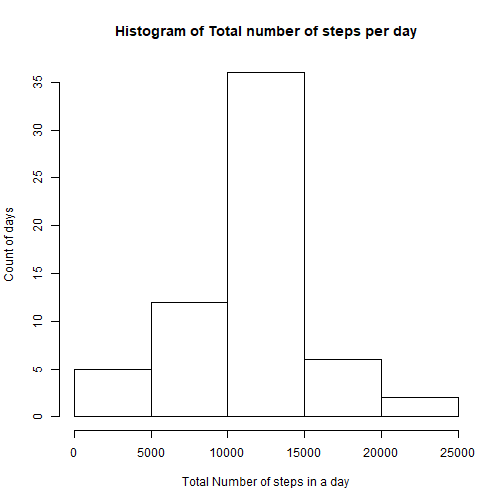 Histogram of Total number of steps per day
Count of days
35
30
25
20
15
10
5
0
0 5000 10000 15000 20000 25000
Total Number of steps in a day